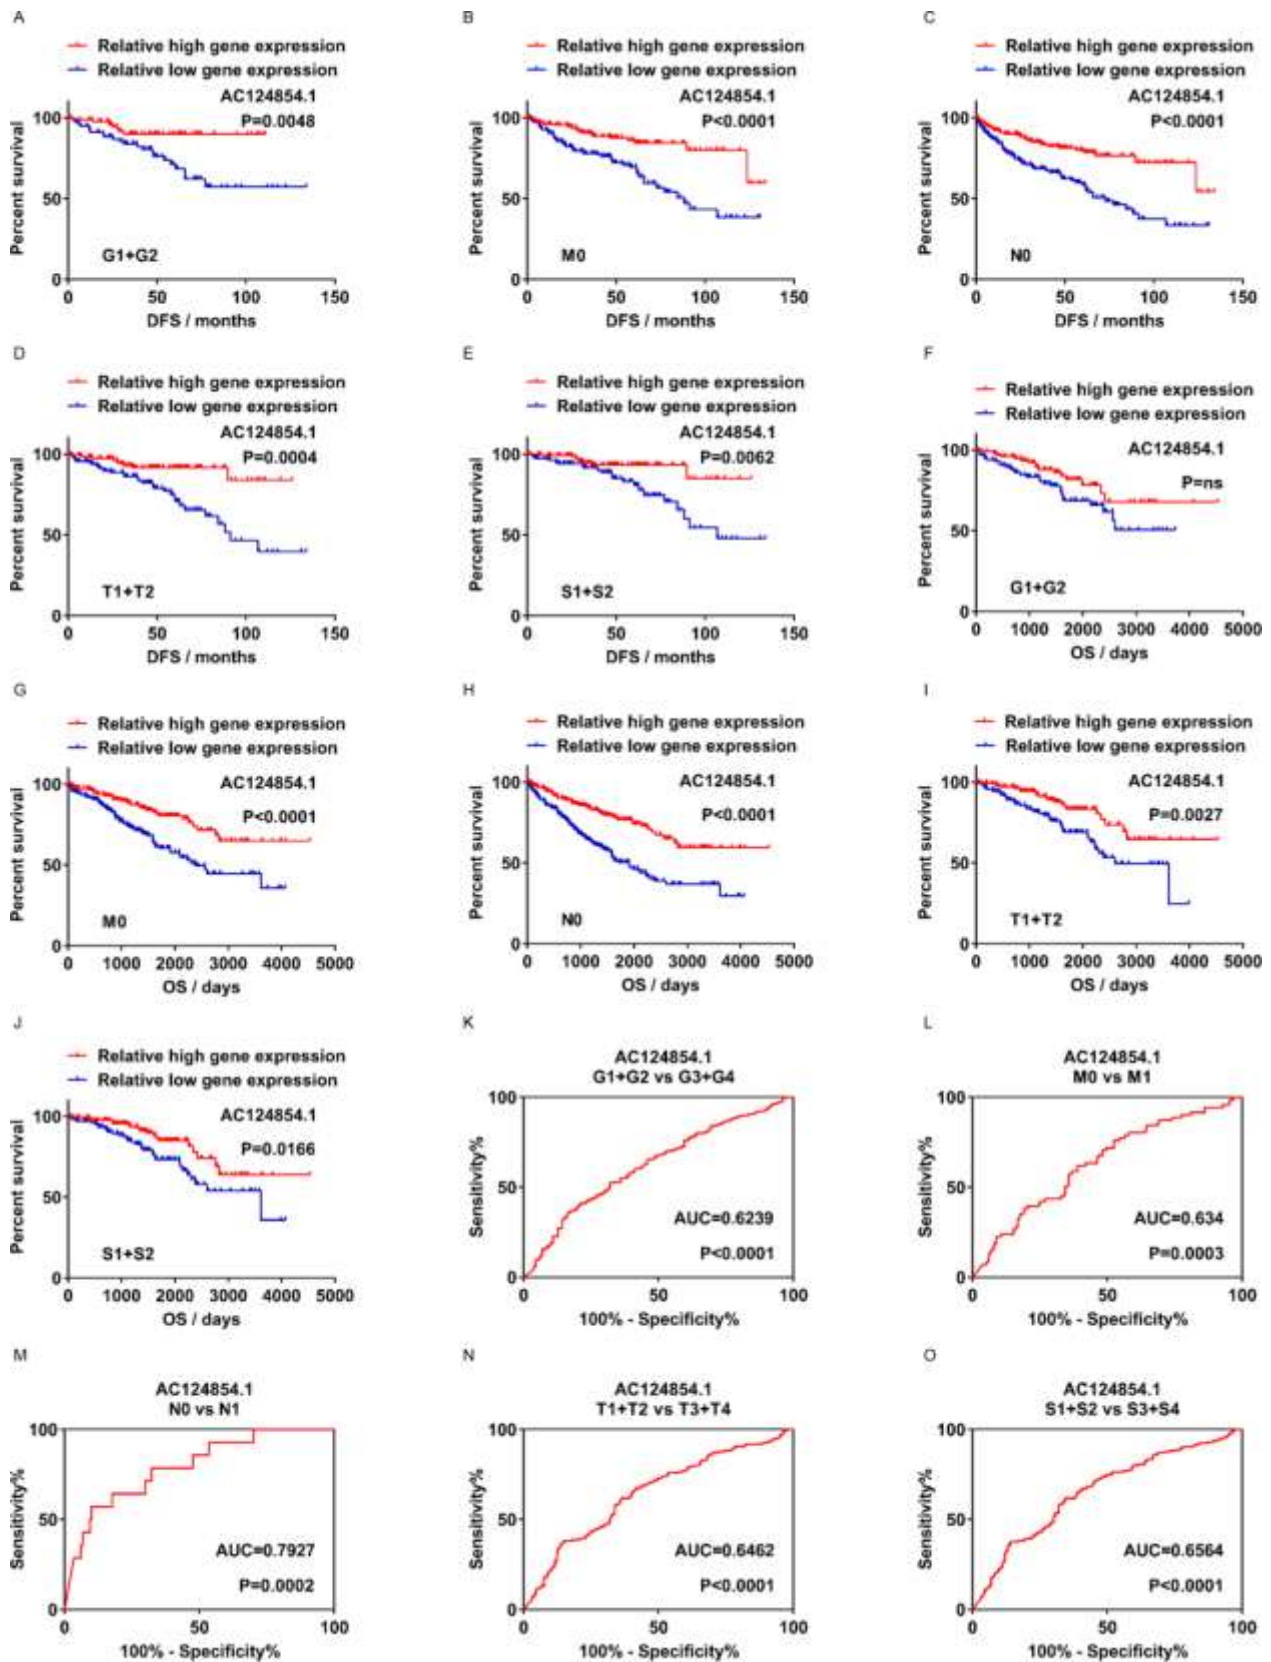 A
Relative high gene expression
Relative low gene expression
AC124854.1
P=0.0048
100
50
0
Percent survival
G1+G2
0 50 100 150
DFS / months
B
Relative high gene expression
Relative low gene expression
AC124854.1
P<0.0001
100
50
0
Percent survival
M0
0 50 100 150
DFS / months
C
Relative high gene expression
Relative low gene expression
AC124854.1
P<0.0001
100
50
0
Percent survival
N0
0 50 100 150
DFS / months
D
Relative high gene expression
Relative low gene expression
AC124854.1
P=0.0004
100
50
0
Percent survival
T1+T2
0 50 100 150
DFS / months
E
Relative high gene expression
Relative low gene expression
AC124854.1
P=0.0062
100
50
0
Percent survival
S1+S2
0 50 100 150
DFS / months
F
Relative high gene expression
Relative low gene expression
AC124854.1
P=ns
100
50
0
Percent survival
G1+G2
0 1000 2000 3000 4000 5000
OS / days
G
Relative high gene expression
Relative low gene expression
AC124854.1
P<0.0001
100
50
0
Percent survival
M0
0 1000 2000 3000 4000 5000
OS / days
H
Relative high gene expression
Relative low gene expression
AC124854.1
P<0.0001
100
50
0
Percent survival
N0
0 1000 2000 3000 4000 5000
OS / days
I
Relative high gene expression
Relative low gene expression
AC124854.1
P=0.0027
100
50
0
Percent survival
T1+T2
0 1000 2000 3000 4000 5000
OS / days
J
Relative high gene expression
Relative low gene expression
AC124854.1
P=0.0166
100
50
0
Percent survival
S1+S2
0 1000 2000 3000 4000 5000
OS / days
K
AC124854.1
G1+G2 vs G3+G4
100
50
0
Sensitivity%
AUC=0.6239
P<0.0001
0 50 100
100% - Specificity%
L
AC124854.1
M0 vs M1
100
50
0
Sensitivity%
AUC=0.634
P=0.0003
0 50 100
100% - Specificity%
M
AC124854.1
N0 vs N1
100
50
0
Sensitivity%
AUC=0.7927
P=0.0002
0 50 100
100% - Specificity%
N
AC124854.1
T1+T2 vs T3+T4
100
50
0
Sensitivity%
AUC=0.6462
P<0.0001
0 50 100
100% - Specificity%
O
AC124854.1
S1+S2 vs S3+S4
100
50
0
Sensitivity%
AUC=0.6564
P<0.0001
0 50 100
100% - Specificity%